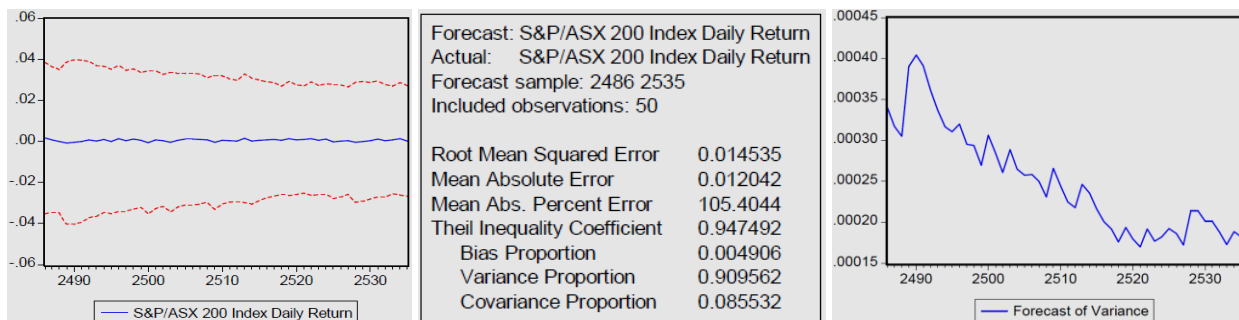 .06
.04
.02
.00
-.02
-.04
-.06
2490 2500 2510 2520 2530
S&P/ASX 200 Index Daily Return
Forecast: S&P/ASX 200 Index Daily Return
Actual: S&P/ASX 200 Index Daily Return
Forecast sample: 2486 2535
Included observations: 50
Root Mean Squared Error 0.014535
Mean Absolute Error 0.012042
Mean Abs. Percent Error 105.4044
Theil Inequality Coefficient 0.947492
Bias Proportion 0.004906
Variance Proportion 0.909562
Covariance Proportion 0.085532
.00045
.00040
.00035
.00030
.00025
.00020
.00015
2490 2500 2510 2520 2530
Forecast of Variance